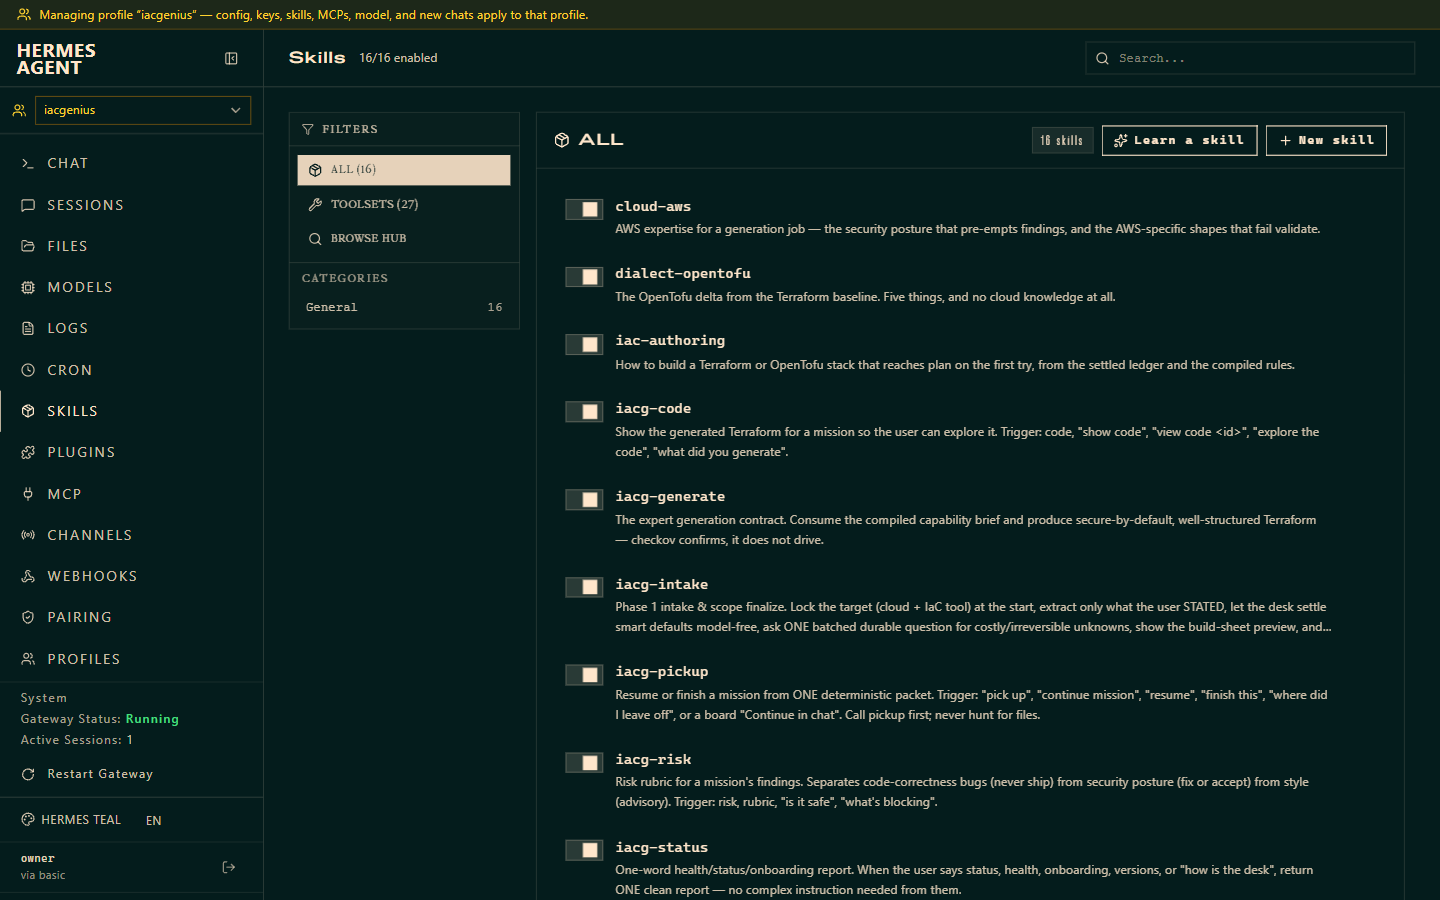 Managing profile “iacgenius” — config, keys, skills, MCPs, model, and new chats apply to that profile.
HERMES
AGENT
iacgenius
CHAT
SESSIONS
FILES
MODELS
LOGS
CRON
SKILLS
PLUGINS
MCP
CHANNELS
WEBHOOKS
PAIRING
PROFILES
System
Gateway Status: Running
Active Sessions: 1
Restart Gateway
HERMES TEAL EN
owner
via basic
Skills 16/16 enabled
Search...
FILTERS
ALL (16)
TOOLSETS (27)
BROWSE HUB
CATEGORIES
General 16
ALL
16 skills
Learn a skill
New skill
cloud-aws
AWS expertise for a generation job — the security posture that pre-empts findings, and the AWS-specific shapes that fail validate.
dialect-opentofu
The OpenTofu delta from the Terraform baseline. Five things, and no cloud knowledge at all.
iac-authoring
How to build a Terraform or OpenTofu stack that reaches plan on the first try, from the settled ledger and the compiled rules.
iacg-code
Show the generated Terraform for a mission so the user can explore it. Trigger: code, "show code", "view code <id>", "explore the
code", "what did you generate".
iacg-generate
The expert generation contract. Consume the compiled capability brief and produce secure-by-default, well-structured Terraform
— checkov confirms, it does not drive.
iacg-intake
Phase 1 intake & scope finalize. Lock the target (cloud + IaC tool) at the start, extract only what the user STATED, let the desk settle
smart defaults model-free, ask ONE batched durable question for costly/irreversible unknowns, show the build-sheet preview, and...
iacg-pickup
Resume or finish a mission from ONE deterministic packet. Trigger: "pick up", "continue mission", "resume", "finish this", "where did
I leave off", or a board "Continue in chat". Call pickup first; never hunt for files.
iacg-risk
Risk rubric for a mission's findings. Separates code-correctness bugs (never ship) from security posture (fix or accept) from style
(advisory). Trigger: risk, rubric, "is it safe", "what's blocking".
iacg-status
One-word health/status/onboarding report. When the user says status, health, onboarding, versions, or "how is the desk", return
ONE clean report — no complex instruction needed from them.